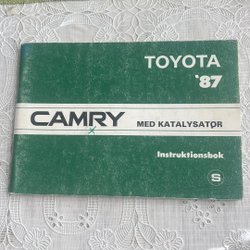 TOYOTA
'87
CAMRY MED KATALYSATOR
Instruktionsbok
S